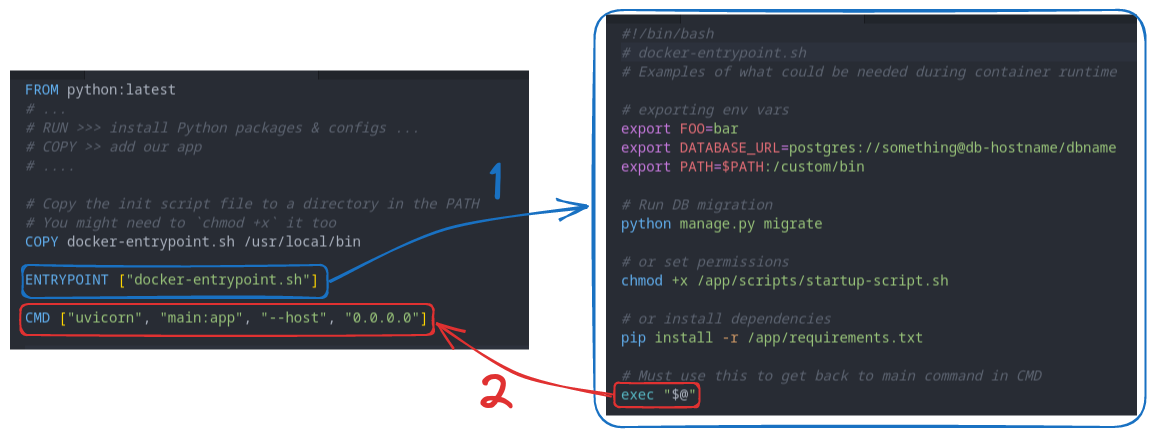 FROM python:latest
# ...
# RUN >>> install Python packages & configs ...
# COPY >> add our app
# ....
# Copy the init script file to a directory in the PATH
# You might need to `chmod +x` it too
COPY docker-entrypoint.sh /usr/local/bin
ENTRYPOINT ["docker-entrypoint.sh"]
CMD ["uvicorn", "main:app", "--host", "0.0.0.0"]
1
2
#!/bin/bash
# docker-entrypoint.sh
# Examples of what could be needed during container runtime
# exporting env vars
export FOO=bar
export DATABASE_URL=postgres://something@db-hostname/dbname
export PATH=$PATH:/custom/bin
# Run DB migration
python manage.py migrate
# or set permissions
chmod +x /app/scripts/startup-script.sh
# or install dependencies
pip install -r /app/requirements.txt
# Must use this to get back to main command in CMD
exec "$@"